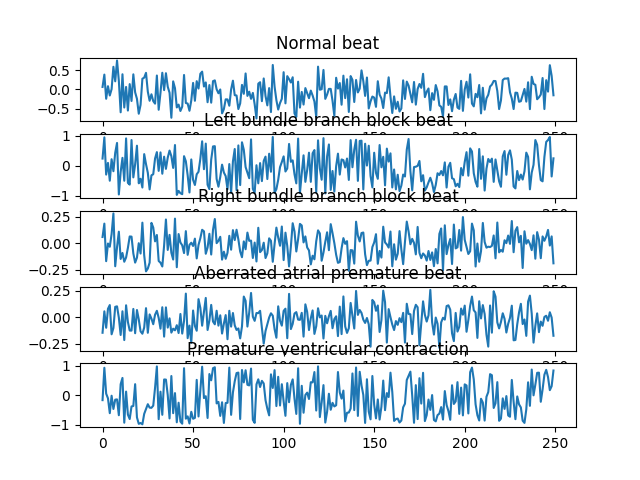 Normal beat
0.5
0.0
−0.5
Left bundle branch block beat
1
0
−1
Right bundle branch block beat
0.25
0.00
−0.25
Aberrated atrial premature beat
0.25
0.00
−0.25
Premature ventricular contraction
1
0
−1
0 50 100 150 200 250